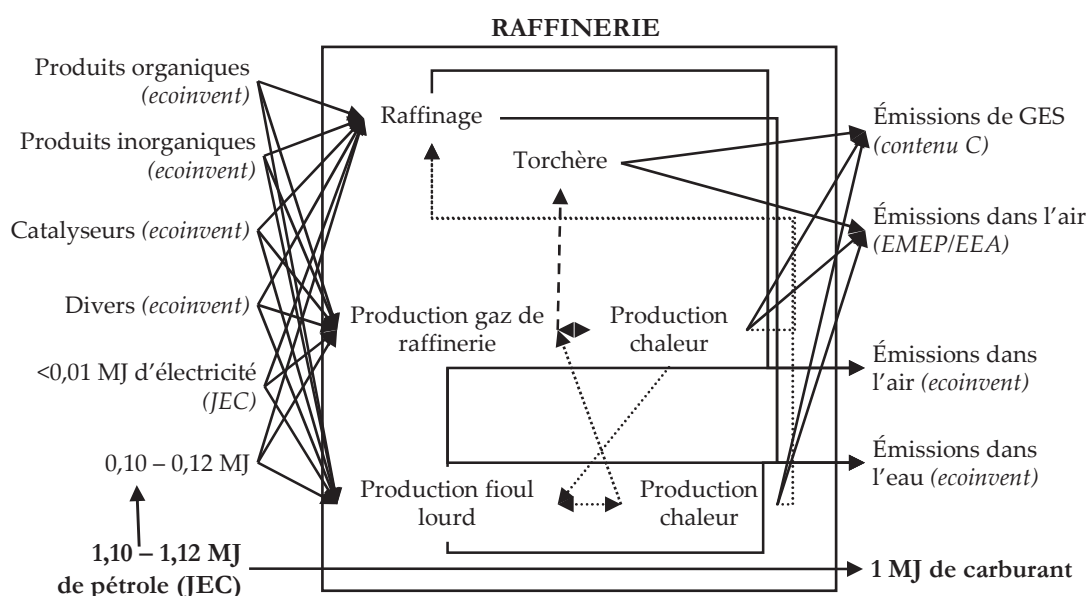 RAFFINERIE
Produits organiques
(ecoinvent)
Produits inorganiques
(ecoinvent)
Catalyseurs (ecoinvent)
Divers (ecoinvent)
<0,01 MJ d’électricité
(JEC)
0,10 – 0,12 MJ
1,10 – 1,12 MJ
de pétrole (JEC)
Raffinage
Torchère
Production gaz de
raffinerie
Production
chaleur
Production fioul
lourd
Production
chaleur
Émissions de GES
(contenu C)
Émissions dans l’air
(EMEP/EEA)
Émissions dans
l’air (ecoinvent)
Émissions dans
l’eau (ecoinvent)
1 MJ de carburant